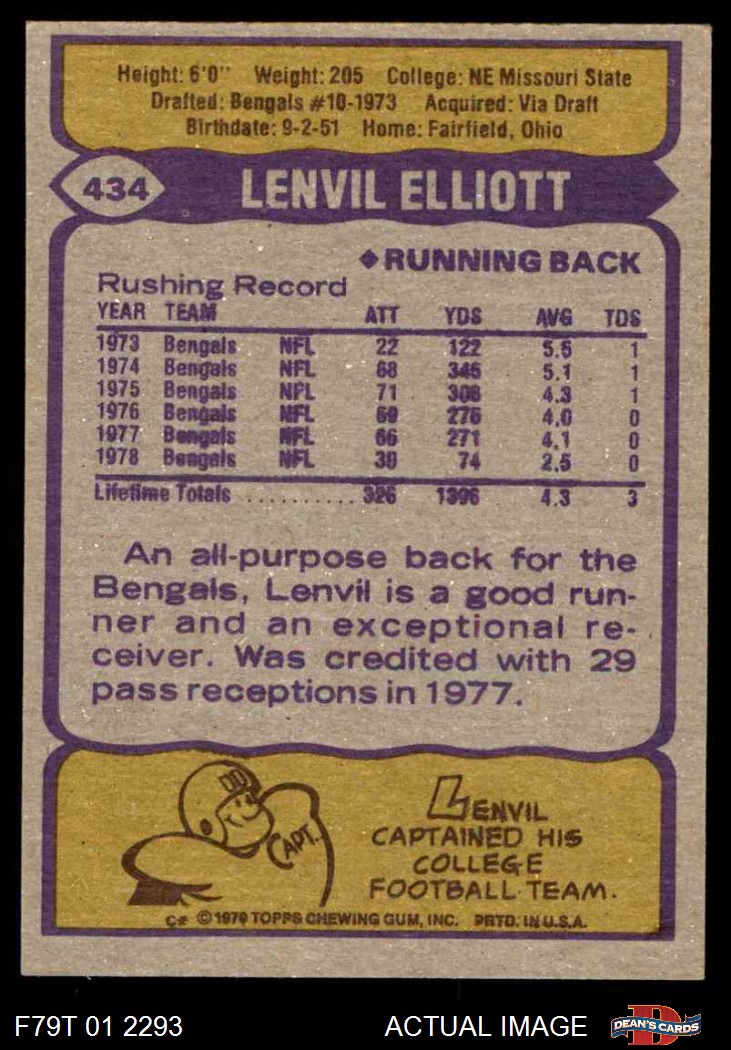 Height: 6'0" Weight: 205 College: NE Missouri State
Drafted: Bengals #10-1973 Acquired: Via Draft
Birthdate: 9-2-51 Home: Fairfield, Ohio
434 LENVIL ELLIOTT
◆RUNNING BACK
Rushing Record
YEAR TEAM ATT YDS AVG TDS
1973 Bengals NFL 22 122 5.5 1
1974 Bengals NFL 68 345 5.1 1
1975 Bengals NFL 71 308 4.3 1
1976 Bengals NFL 69 276 4.0 0
1977 Bengals NFL 66 271 4.1 0
1978 Bengals NFL 30 74 2.5 0
Lifetime Totals .......... 326 1396 4.3 3
An all-purpose back for the
Bengals, Lenvil is a good run-
ner and an exceptional re-
ceiver. Was credited with 29
pass receptions in 1977.
DD
CAPT.
LENVIL
CAPTAINED HIS
COLLEGE
FOOTBALL TEAM.
C* © 1979 TOPPS CHEWING GUM, INC. PRTD. IN U.S.A.
F79T 01 2293 ACTUAL IMAGE D DEAN'S CARDS